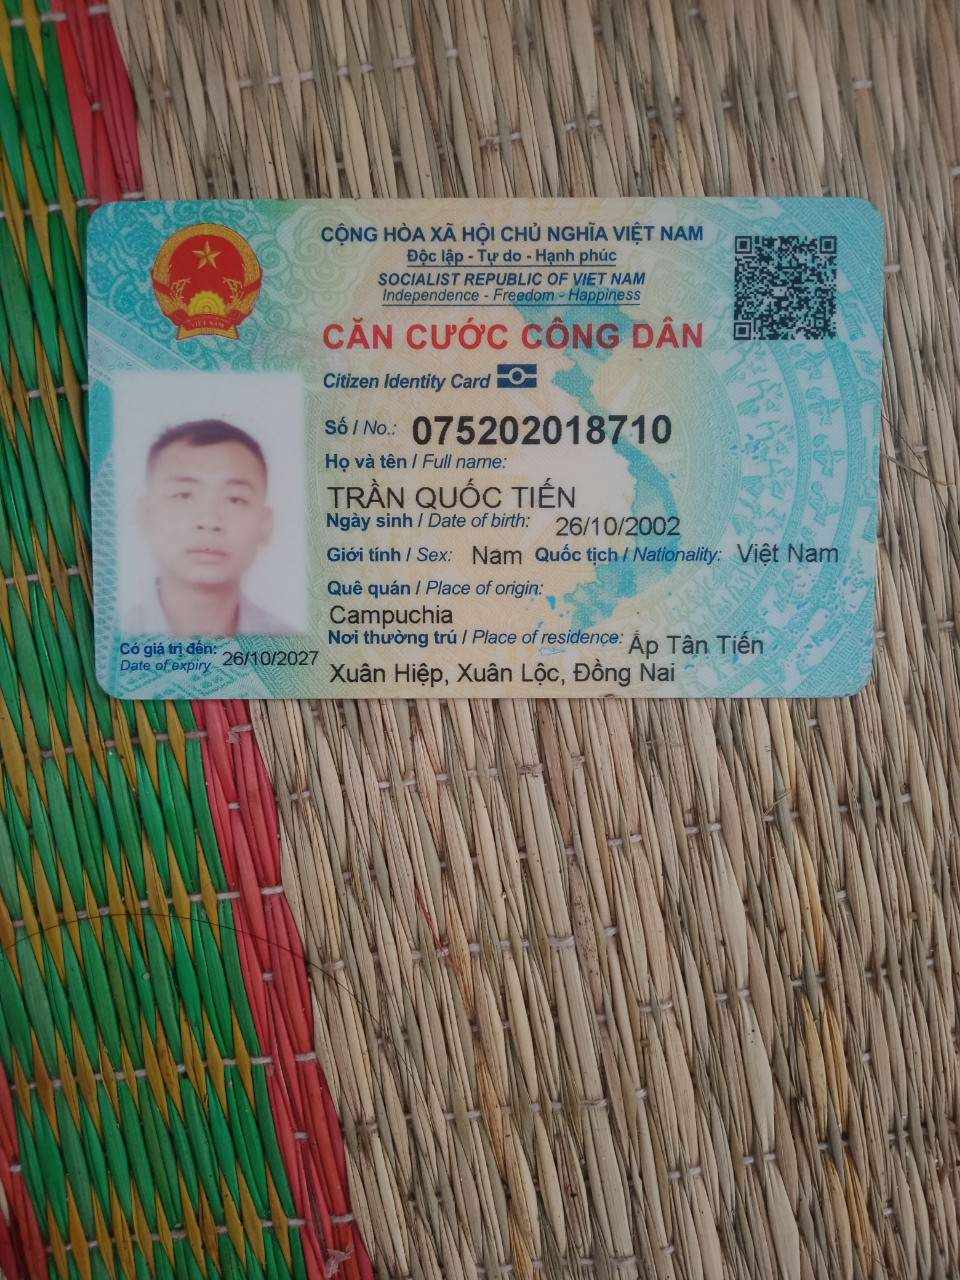 CỘNG HÒA XÃ HỘI CHỦ NGHĨA VIỆT NAM
Độc lập - Tự do - Hạnh phúc
SOCIALIST REPUBLIC OF VIET NAM
Independence - Freedom - Happiness
CĂN CƯỚC CÔNG DÂN
Citizen Identity Card
Số / No.: 075202018710
Họ và tên / Full name:
TRẦN QUỐC TIẾN
Ngày sinh / Date of birth: 26/10/2002
Giới tính / Sex: Nam Quốc tịch / Nationality: Việt Nam
Quê quán / Place of origin:
Campuchia
Nơi thường trú / Place of residence: Ấp Tân Tiến
Xuân Hiệp, Xuân Lộc, Đồng Nai
Có giá trị đến: 26/10/2027
Date of expiry
VIỆT NAM